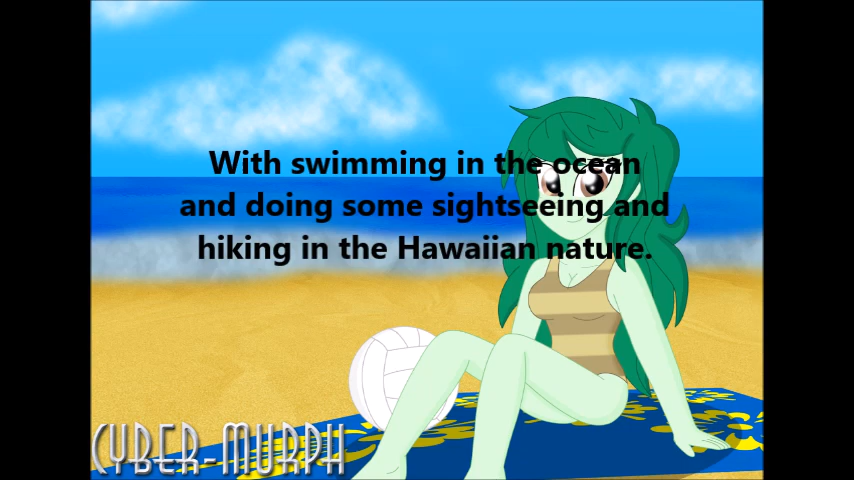 With swimming in the ocean
and doing some sightseeing and
hiking in the Hawaiian nature.
CYBER-MURPH